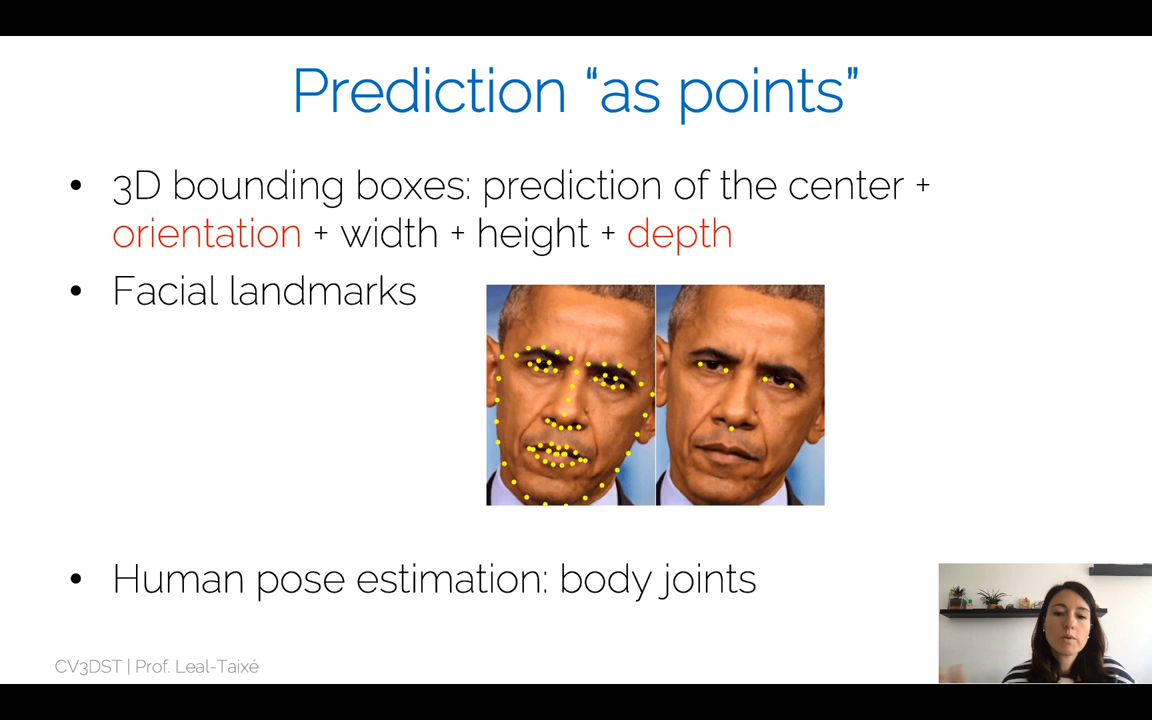 Prediction “as points”
• 3D bounding boxes: prediction of the center +
orientation + width + height + depth
• Facial landmarks
• Human pose estimation: body joints
CV3DST | Prof. Leal-Taixé